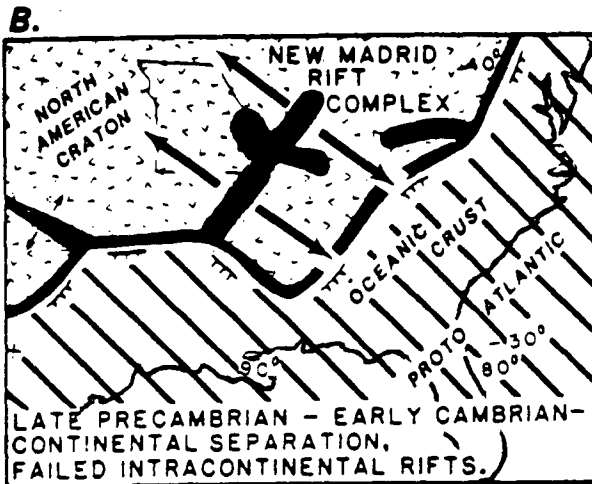 B.
NEW MADRID
RIFT
COMPLEX
40°
NORTH
AMERICAN
CRATON
OCEANIC CRUST
PROTO ATLANTIC
90°
-30°
80°
LATE PRECAMBRIAN - EARLY CAMBRIAN-
CONTINENTAL SEPARATION,
FAILED INTRACONTINENTAL RIFTS.